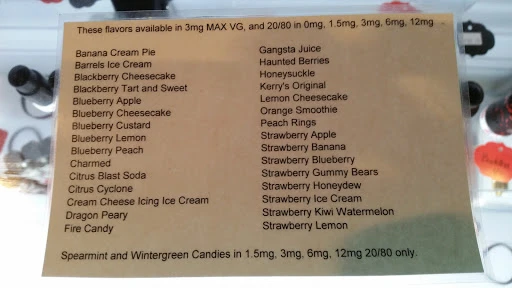 These flavors available in 3mg MAX VG, and 20/80 in 0mg, 1.5mg, 3mg, 6mg, 12mg
Banana Cream Pie
Barrels Ice Cream
Blackberry Cheesecake
Blackberry Tart and Sweet
Blueberry Apple
Blueberry Cheesecake
Blueberry Custard
Blueberry Lemon
Blueberry Peach
Charmed
Citrus Blast Soda
Citrus Cyclone
Cream Cheese Icing Ice Cream
Dragon Peary
Fire Candy
Gangsta Juice
Haunted Berries
Honeysuckle
Kerry's Original
Lemon Cheesecake
Orange Smoothie
Peach Rings
Strawberry Apple
Strawberry Banana
Strawberry Blueberry
Strawberry Gummy Bears
Strawberry Honeydew
Strawberry Ice Cream
Strawberry Kiwi Watermelon
Strawberry Lemon
Spearmint and Wintergreen Candies in 1.5mg, 3mg, 6mg, 12mg 20/80 only.